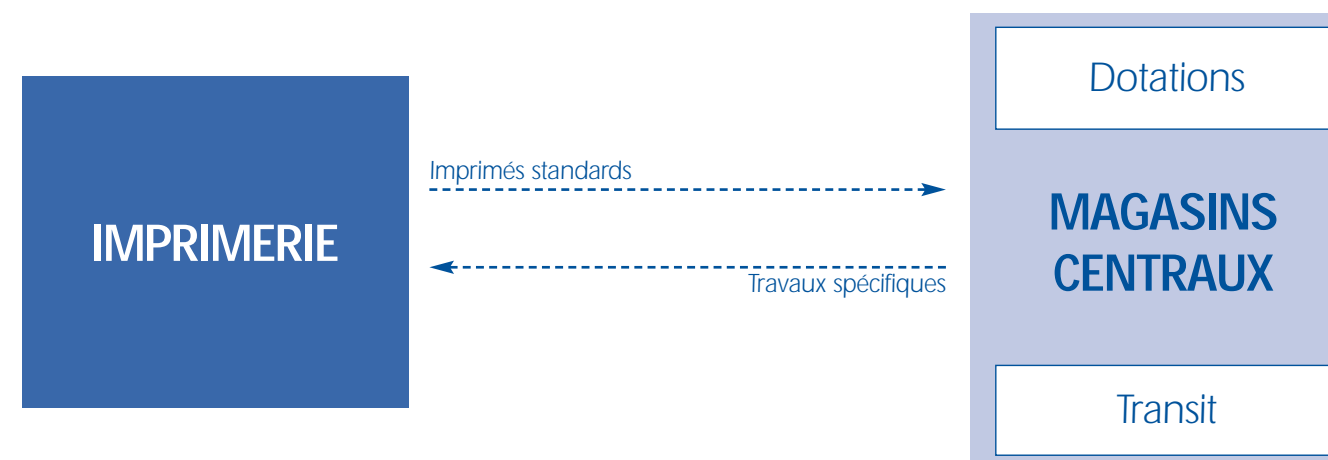 Dotations
Imprimés standards
IMPRIMERIE
MAGASINS
CENTRAUX
Travaux spécifiques
Transit